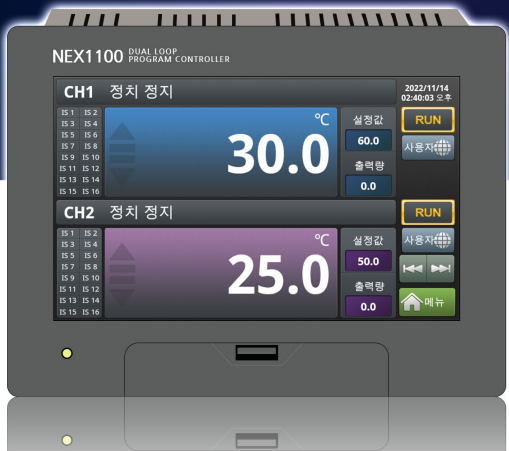 NEX1100 DUAL LOOP PROGRAM CONTROLLER
CH1 정치 정지
2022/11/14
02:40:03 오후
IS 1 IS 2
IS 3 IS 4
IS 5 IS 6
IS 7 IS 8
IS 9 IS 10
IS 11 IS 12
IS 13 IS 14
IS 15 IS 16
℃
30.0
설정값
60.0
출력량
0.0
RUN
사용자
CH2 정치 정지
IS 1 IS 2
IS 3 IS 4
IS 5 IS 6
IS 7 IS 8
IS 9 IS 10
IS 11 IS 12
IS 13 IS 14
IS 15 IS 16
℃
25.0
설정값
50.0
출력량
0.0
RUN
사용자
메뉴